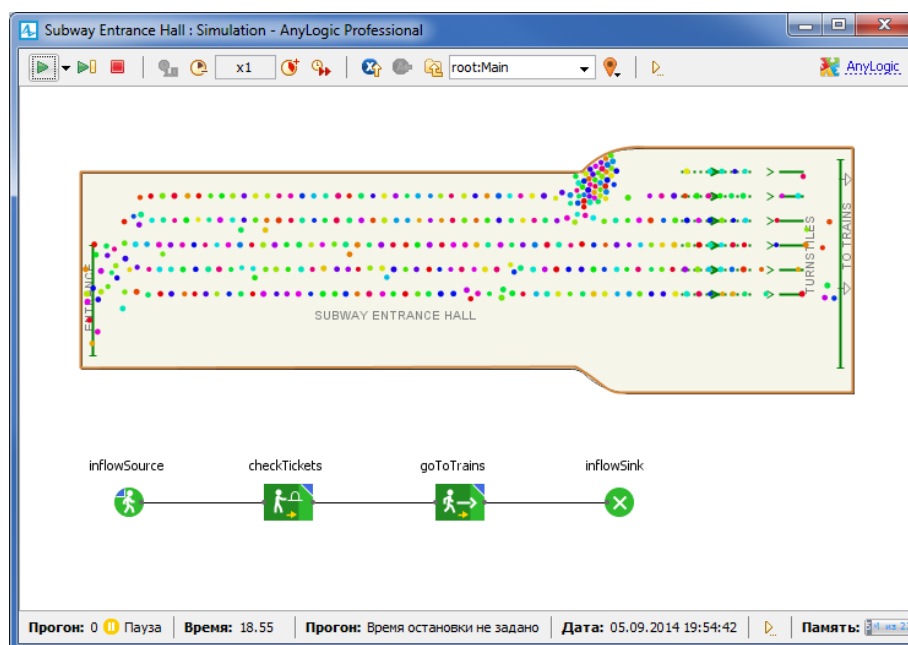 Subway Entrance Hall : Simulation - AnyLogic Professional
x1
root:Main
AnyLogic
ENTRANCE
SUBWAY ENTRANCE HALL
TURNSTILES
TO TRAINS
inflowSource
checkTickets
goToTrains
inflowSink
Прогон: 0 Пауза Время: 18.55 Прогон: Время остановки не задано Дата: 05.09.2014 19:54:42 Память: из